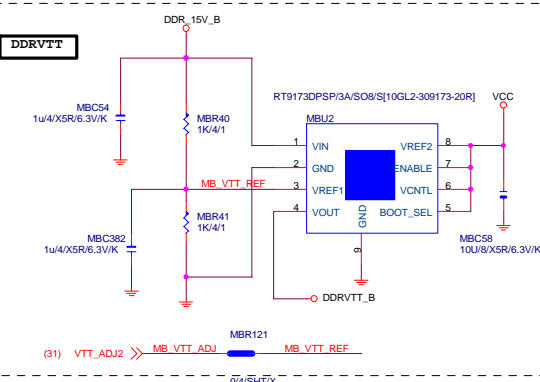 DDR_15V_B
DDRVTT
RT9173DPSP/3A/SO8/S[10GL2-309173-20R]
VCC
MBC54
1u/4/X5R/6.3V/K
MBR40
1K/4/1
MBU2
1
VIN
VREF2
8
2
GND
ENABLE
7
MB_VTT_REF
3
VREF1
VCNTL
6
4
VOUT
BOOT_SEL
5
GND
9
MBR41
1K/4/1
MBC382
1u/4/X5R/6.3V/K
MBC58
10U/8/X5R/6.3V/K
DDRVTT_B
MBR121
(31)
VTT_ADJ2
MB_VTT_ADJ
MB_VTT_REF
0/4/SHT/X